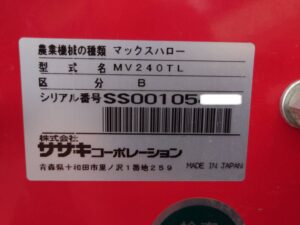 農業機械の種類 マックスハロー
型式名 MV240TL
区分 B
シリアル番号 SS00105
株式会社
ササキコーポレーション
青森県十和田市里ノ沢1番地259
MADE IN JAPAN